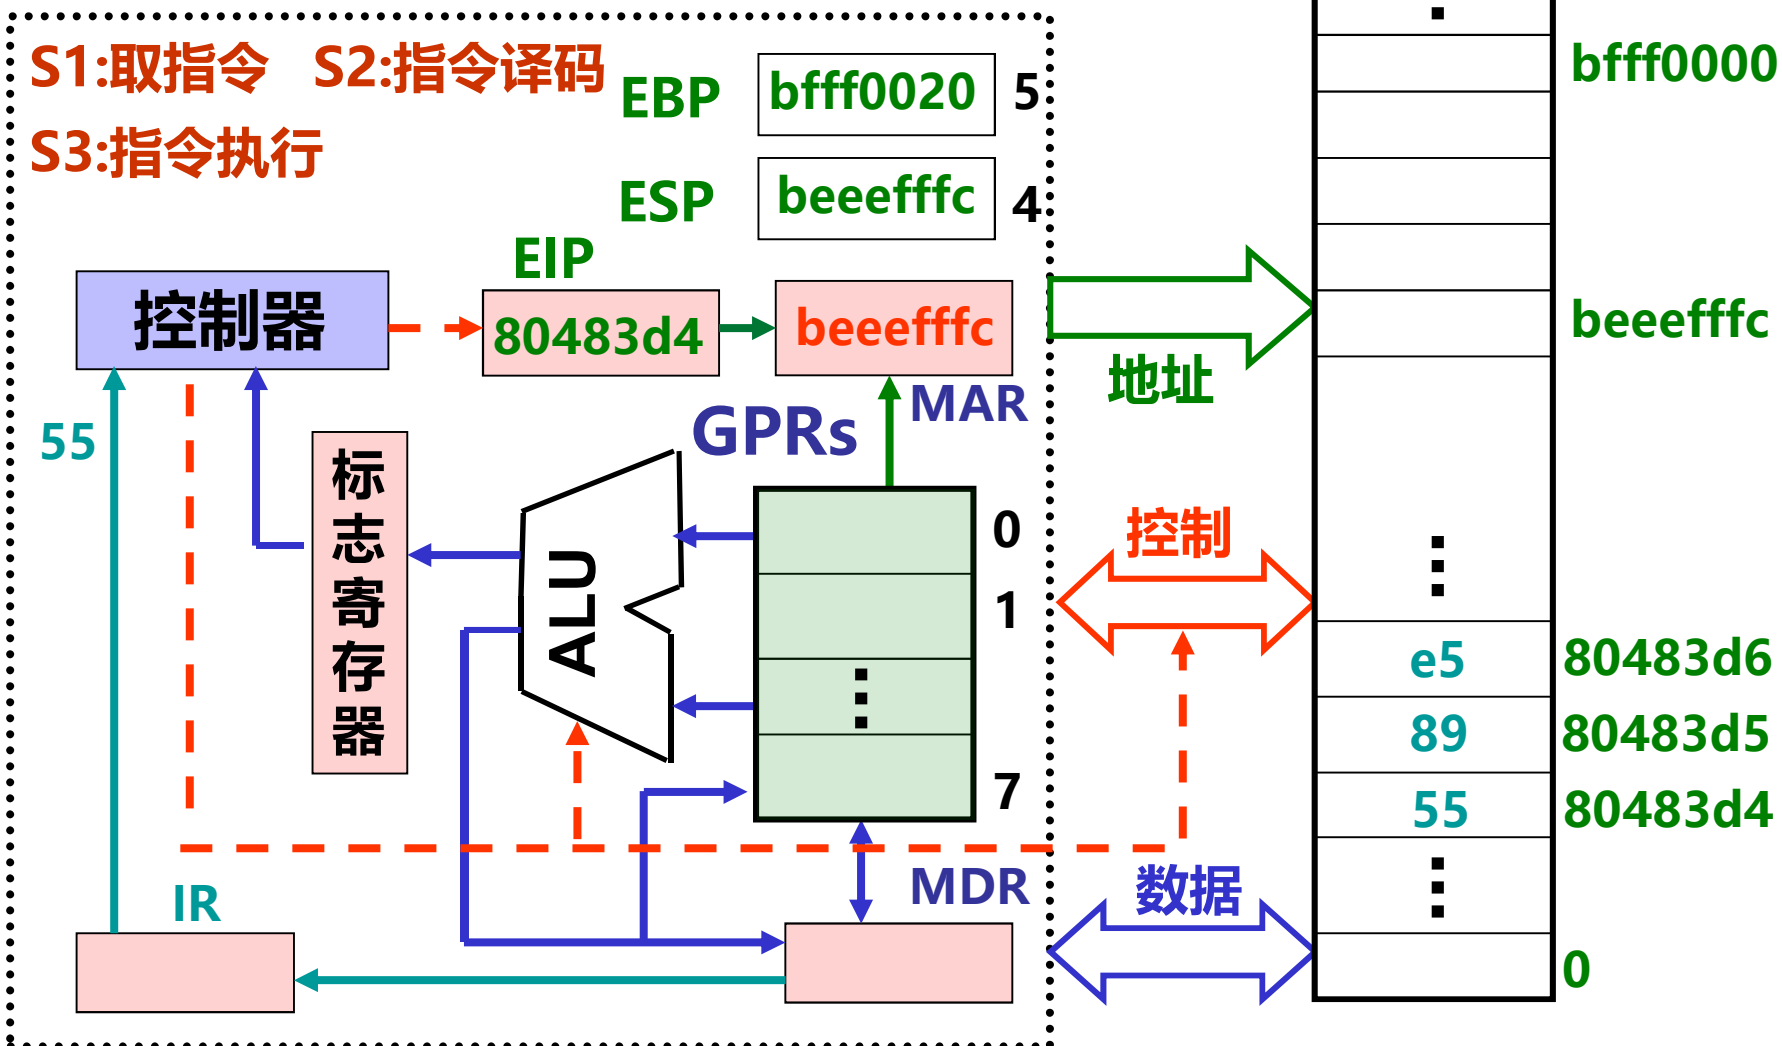 S1:取指令 S2:指令译码
S3:指令执行
EBP bfff0020 5
ESP beeefffc 4
EIP
控制器
80483d4
beeefffc
MAR
GPRs
55
标志寄存器
ALU
0
1
7
IR
MDR
地址
控制
数据
bfff0000
beeefffc
e5 80483d6
89 80483d5
55 80483d4
0